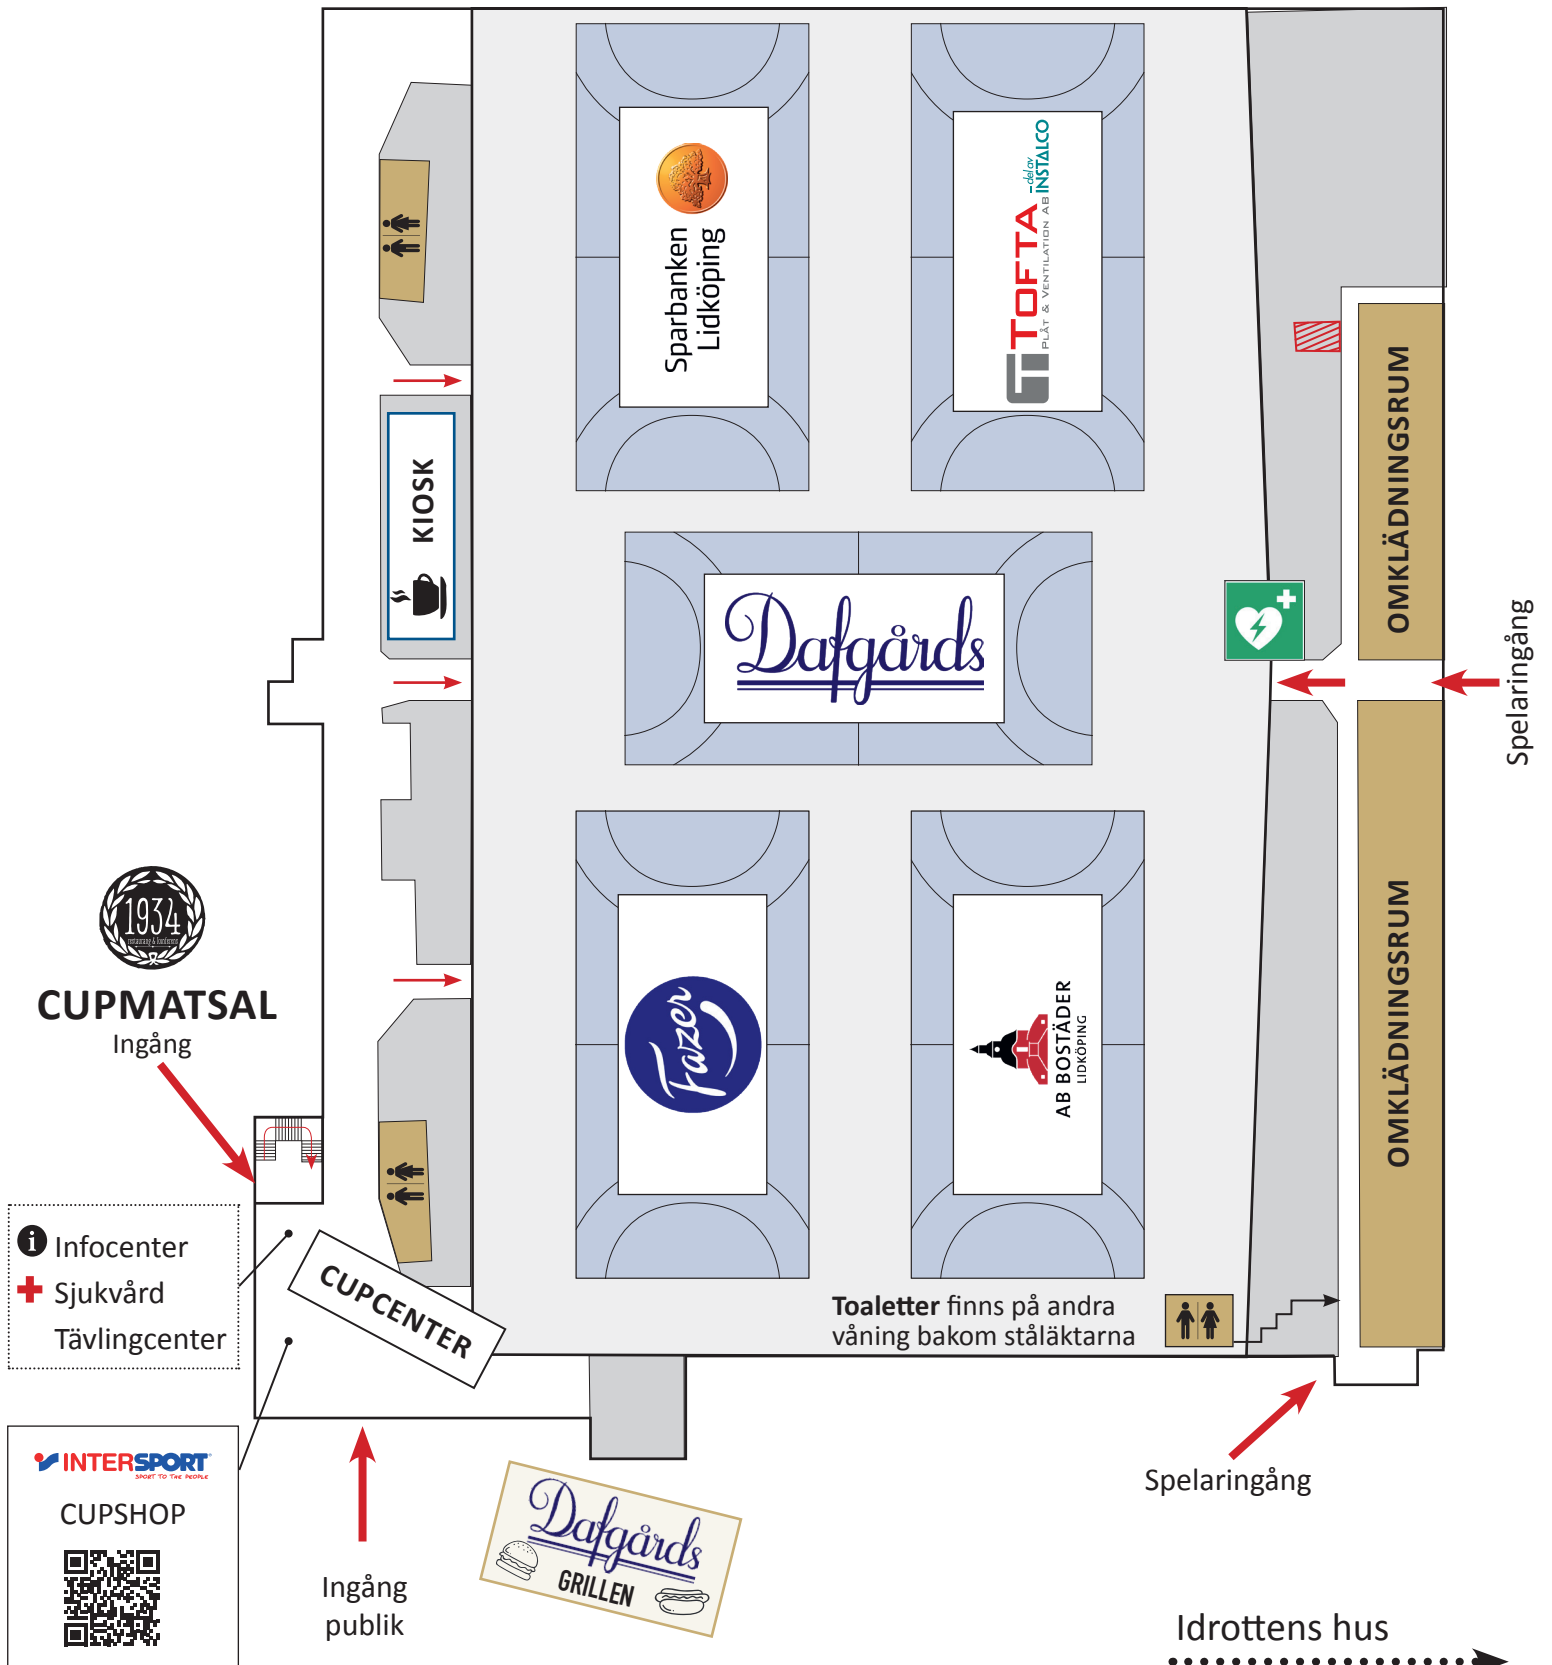 Sparbanken
Lidköping
TOFTA
PLÅT & VENTILATION AB
– del av
INSTALCO
KIOSK
OMKLÄDNINGSRUM
Dafgårds
Spelaringång
1934
restaurang & konferens
CUPMATSAL
Ingång
Fazer
AB BOSTÄDER
LIDKÖPING
OMKLÄDNINGSRUM
i Infocenter
Sjukvård
Tävlingcenter
CUPCENTER
Toaletter finns på andra
våning bakom ståläktarna
INTERSPORT
SPORT TO THE PEOPLE
CUPSHOP
Ingång
publik
Dafgårds
GRILLEN
Spelaringång
Idrottens hus